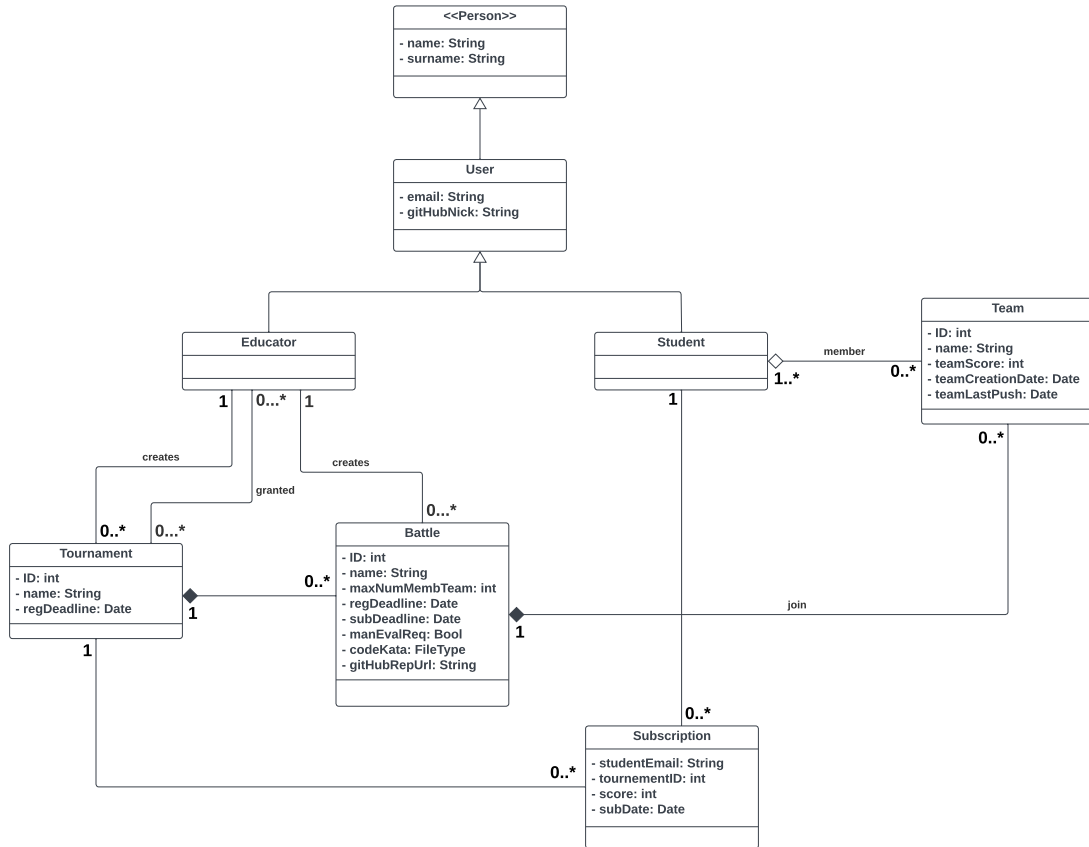 <<Person>>
- name: String
- surname: String
User
- email: String
- gitHubNick: String
Educator
Student
Team
- ID: int
- name: String
- teamScore: int
- teamCreationDate: Date
- teamLastPush: Date
member
1..*
0..*
1
0...*
1
1
0..*
creates
creates
granted
0..*
0...*
0...*
Tournament
- ID: int
- name: String
- regDeadline: Date
Battle
- ID: int
- name: String
- maxNumMembTeam: int
- regDeadline: Date
- subDeadline: Date
- manEvalReq: Bool
- codeKata: FileType
- gitHubRepUrl: String
0..*
1
join
1
1
0..*
0..*
Subscription
- studentEmail: String
- tournementID: int
- score: int
- subDate: Date